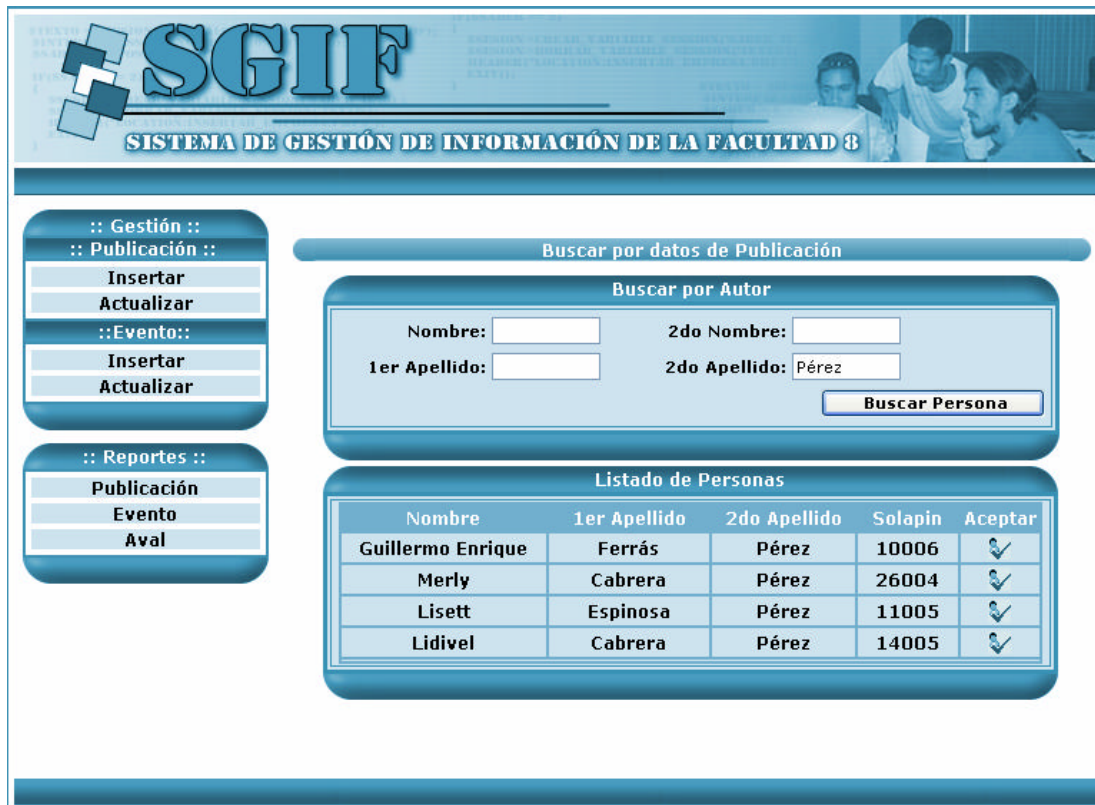 SGIF
SISTEMA DE GESTIÓN DE INFORMACIÓN DE LA FACULTAD 8
:: Gestión ::
:: Publicación ::
Insertar
Actualizar
::Evento::
Insertar
Actualizar
:: Reportes ::
Publicación
Evento
Aval
Buscar por datos de Publicación
Buscar por Autor
Nombre: 2do Nombre:
1er Apellido: 2do Apellido: Pérez
Buscar Persona
Listado de Personas
Nombre 1er Apellido 2do Apellido Solapin Aceptar
Guillermo Enrique Ferrás Pérez 10006
Merly Cabrera Pérez 26004
Lisett Espinosa Pérez 11005
Lidivel Cabrera Pérez 14005